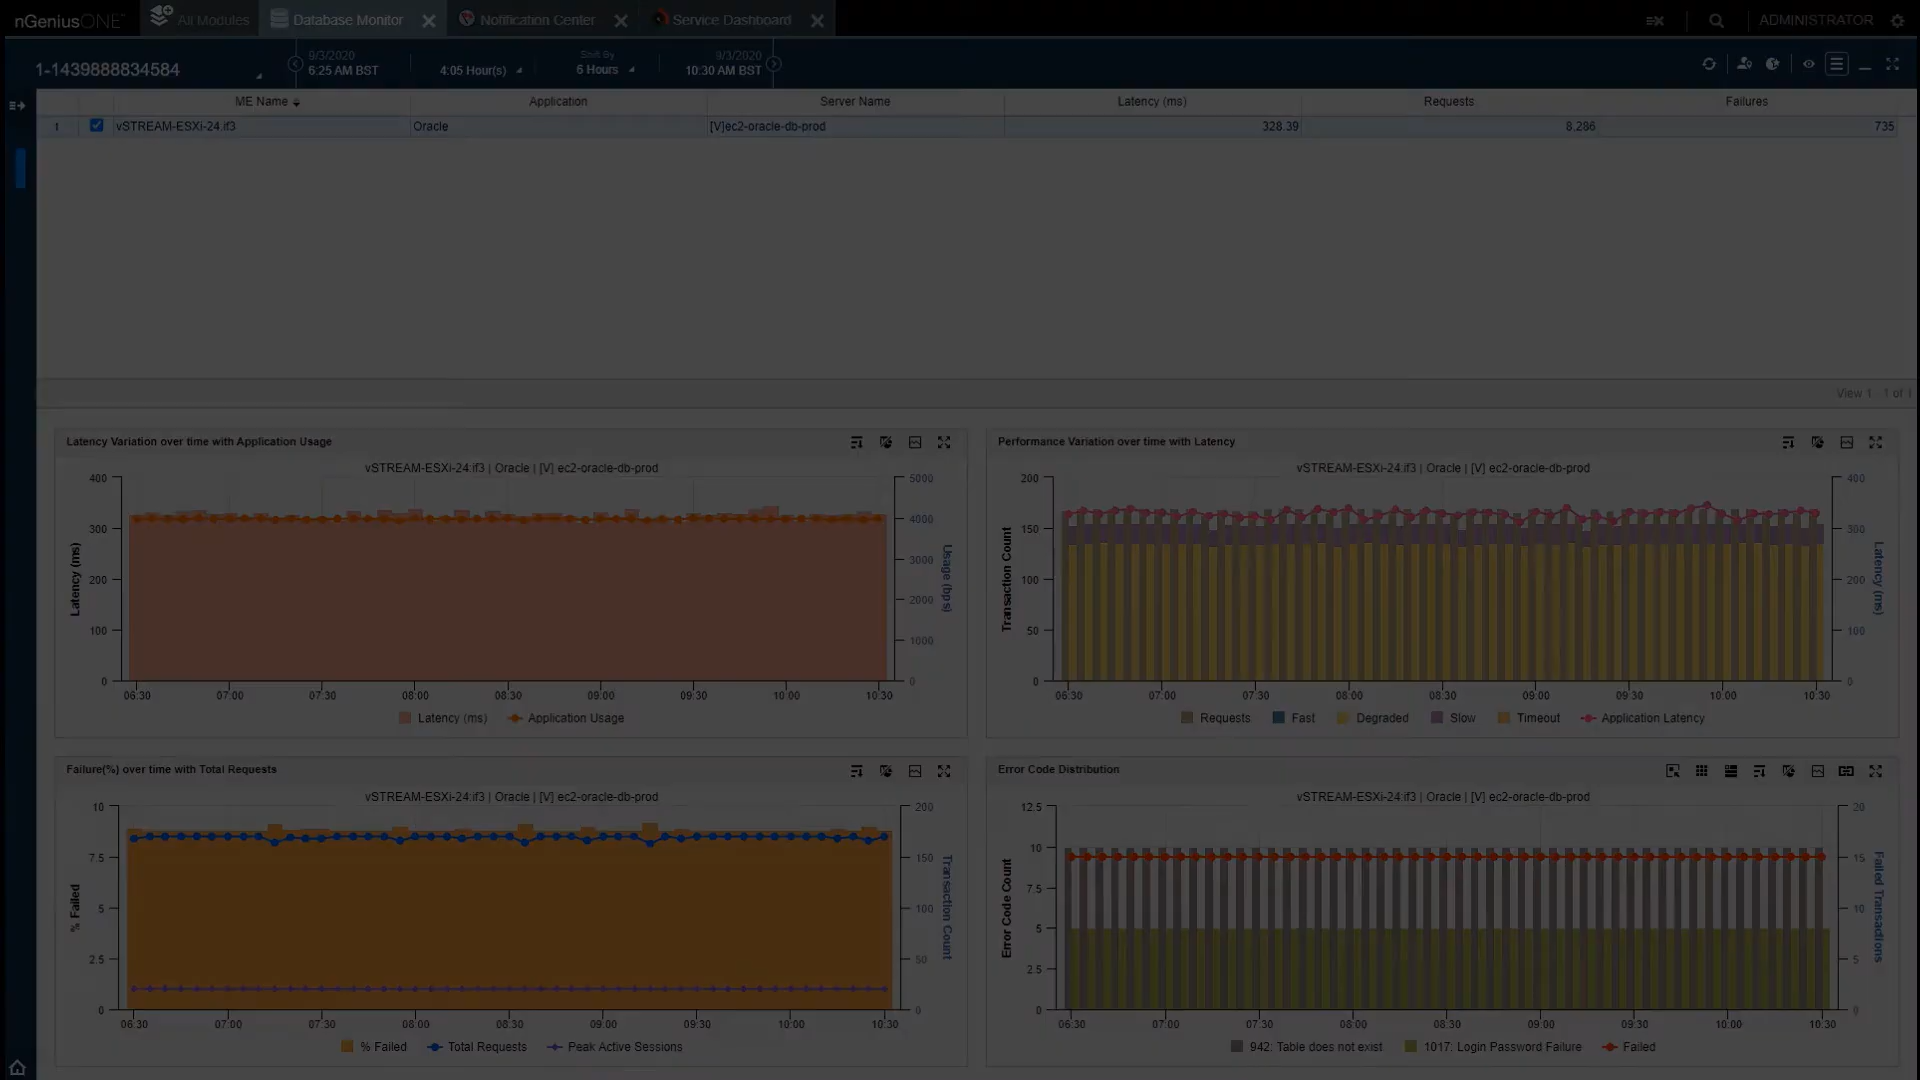 nGeniusONE All Modules Database Monitor Notification Center Service Dashboard ADMINISTRATOR
1-1439888834584 9/3/2020 6:25 AM BST 4:05 Hour(s) Shift By 6 Hours 9/3/2020 10:30 AM BST
ME Name Application Server Name Latency (ms) Requests Failures
1 vSTREAM-ESXi-24:if3 Oracle [V]ec2-oracle-db-prod 328.39 8,286 735
View 1 - 1 of 1
Latency Variation over time with Application Usage
vSTREAM-ESXi-24:if3 | Oracle | [V] ec2-oracle-db-prod
400 300 200 100 0
Latency (ms)
5000 4000 3000 2000 1000 0
Usage (bps)
06:30 07:00 07:30 08:00 08:30 09:00 09:30 10:00 10:30
Latency (ms) Application Usage
Performance Variation over time with Latency
vSTREAM-ESXi-24:if3 | Oracle | [V] ec2-oracle-db-prod
200 150 100 50 0
Transaction Count
400 300 200 100 0
Latency (ms)
06:30 07:00 07:30 08:00 08:30 09:00 09:30 10:00 10:30
Requests Fast Degraded Slow Timeout Application Latency
Failure(%) over time with Total Requests
vSTREAM-ESXi-24:if3 | Oracle | [V] ec2-oracle-db-prod
10 7.5 5 2.5 0
% Failed
200 150 100 50 0
Transaction Count
06:30 07:00 07:30 08:00 08:30 09:00 09:30 10:00 10:30
% Failed Total Requests Peak Active Sessions
Error Code Distribution
vSTREAM-ESXi-24:if3 | Oracle | [V] ec2-oracle-db-prod
12.5 10 7.5 5 2.5 0
Error Code Count
20 15 10 5 0
Failed Transactions
06:30 07:00 07:30 08:00 08:30 09:00 09:30 10:00 10:30
942: Table does not exist 1017: Login Password Failure Failed